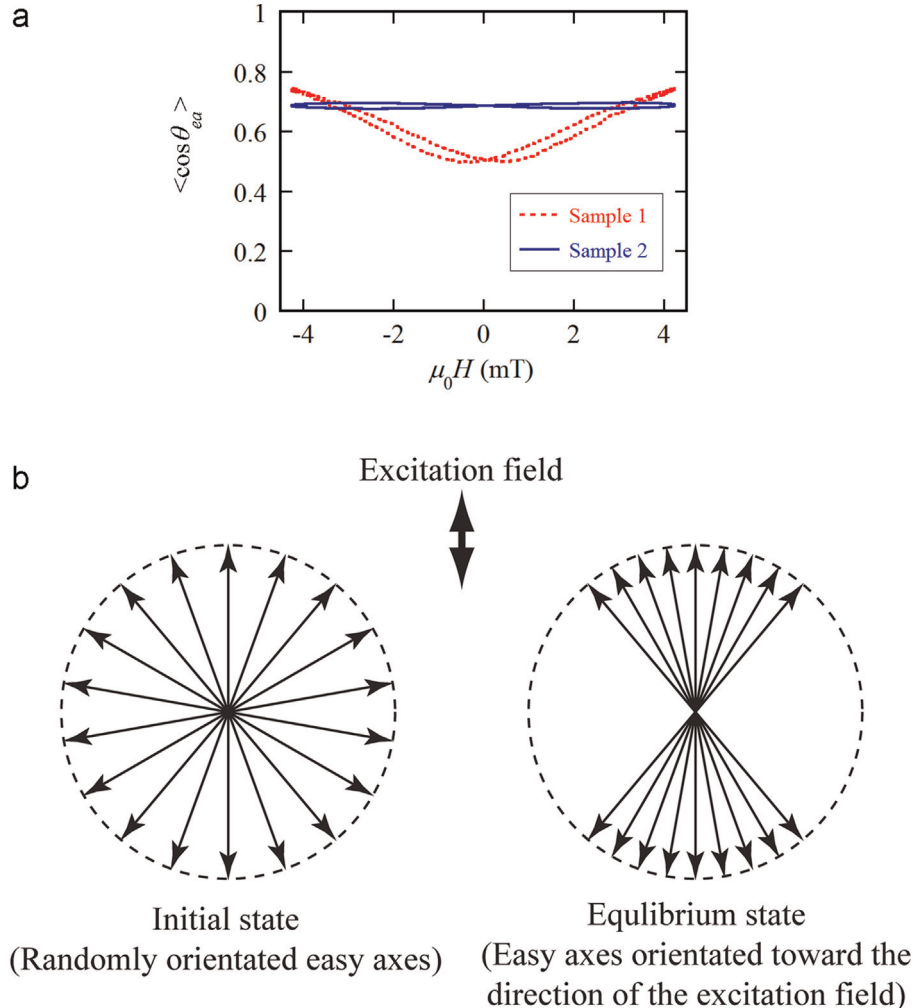 a
1
0.8
0.6
0.4
0.2
0
<cosθea>
Sample 1
Sample 2
-4 -2 0 2 4
μ0H (mT)
b
Excitation field
Initial state
(Randomly orientated easy axes)
Equlibrium state
(Easy axes orientated toward the
direction of the excitation field)